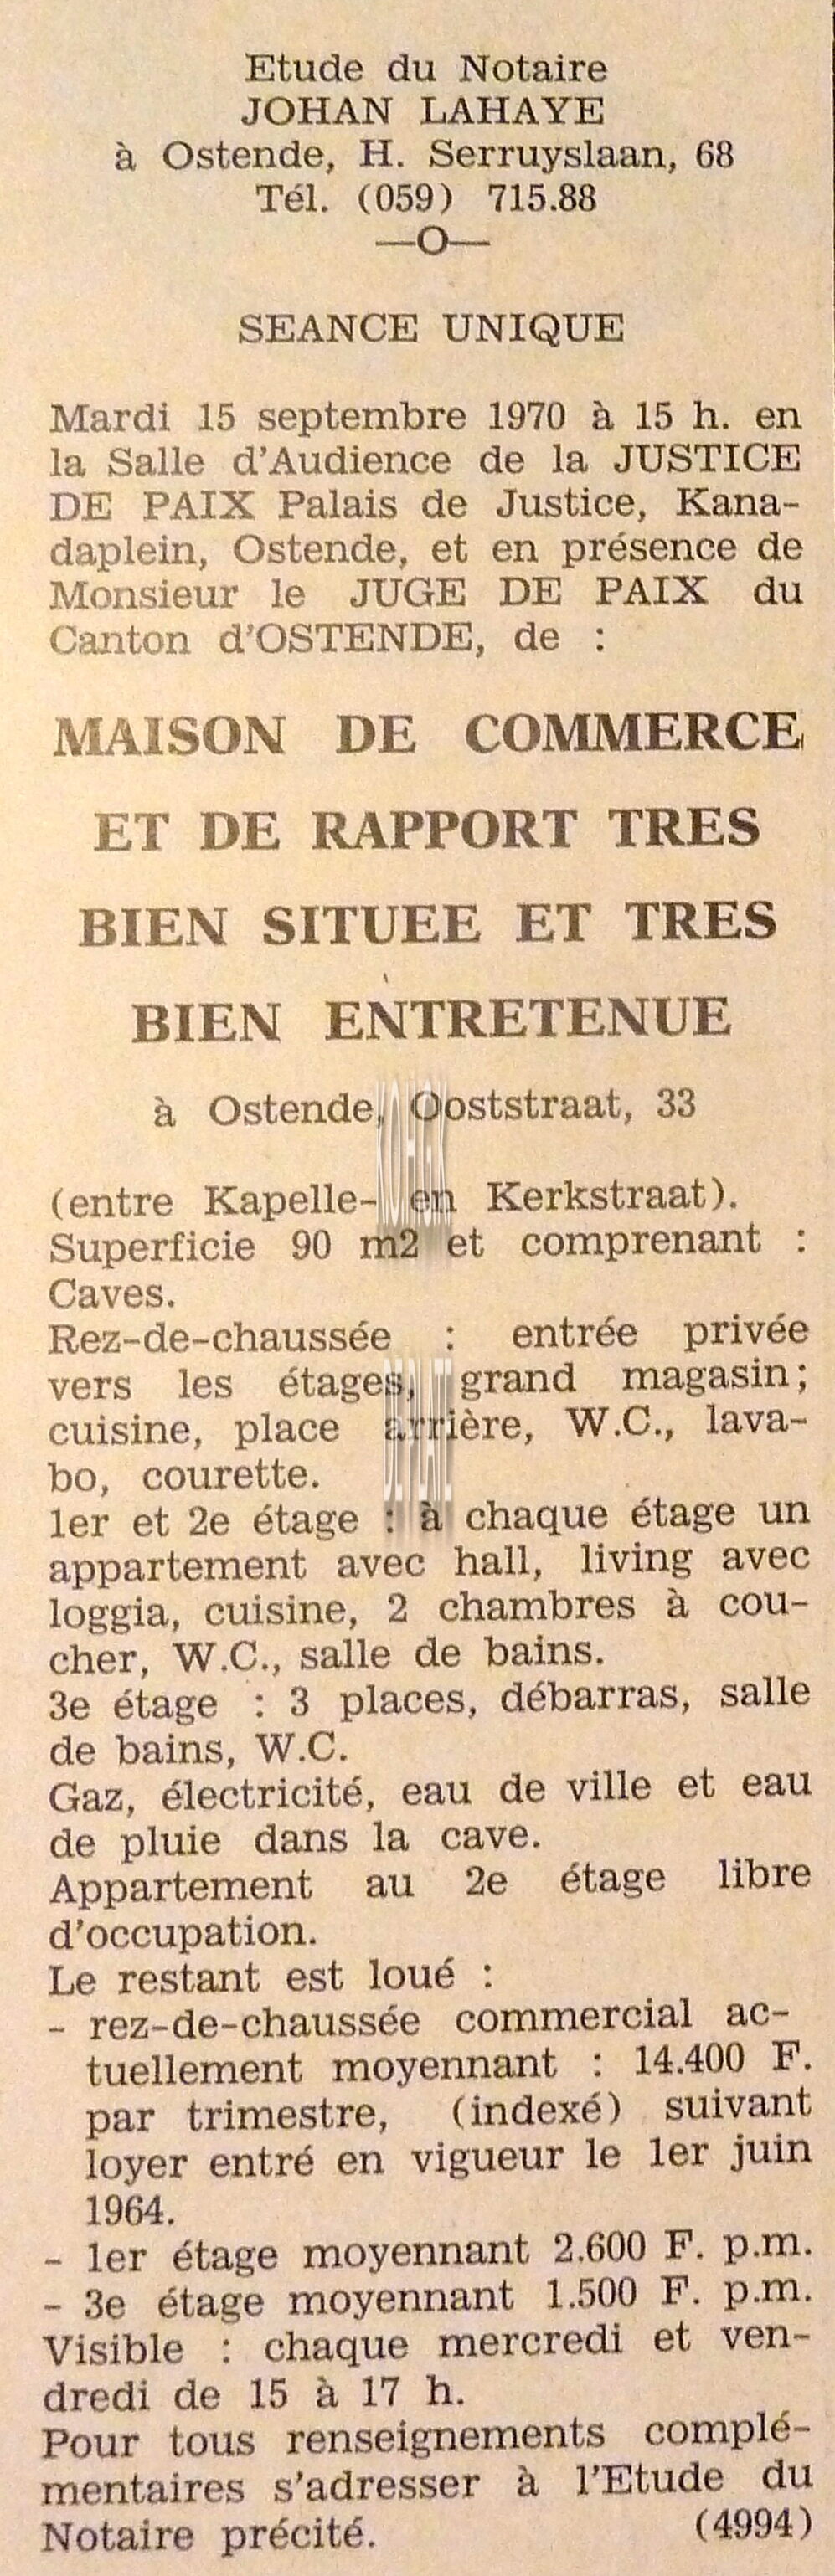 Etude du Notaire
JOHAN LAHAYE
à Ostende, H. Serruyslaan, 68
Tél. (059) 715.88
—O—
SEANCE UNIQUE
Mardi 15 septembre 1970 à 15 h. en
la Salle d'Audience de la JUSTICE
DE PAIX Palais de Justice, Kana-
daplein, Ostende, et en présence de
Monsieur le JUGE DE PAIX du
Canton d'OSTENDE, de :
MAISON DE COMMERCE
ET DE RAPPORT TRES
BIEN SITUEE ET TRES
BIEN ENTRETENUE
à Ostende, Ooststraat, 33
(entre Kapelle- en Kerkstraat).
Superficie 90 m2 et comprenant :
Caves.
Rez-de-chaussée : entrée privée
vers les étages, grand magasin;
cuisine, place arrière, W.C., lava-
bo, courette.
1er et 2e étage : à chaque étage un
appartement avec hall, living avec
loggia, cuisine, 2 chambres à cou-
cher, W.C., salle de bains.
3e étage : 3 places, débarras, salle
de bains, W.C.
Gaz, électricité, eau de ville et eau
de pluie dans la cave.
Appartement au 2e étage libre
d'occupation.
Le restant est loué :
- rez-de-chaussée commercial ac-
tuellement moyennant : 14.400 F.
par trimestre, (indexé) suivant
loyer entré en vigueur le 1er juin
1964.
- 1er étage moyennant 2.600 F. p.m.
- 3e étage moyennant 1.500 F. p.m.
Visible : chaque mercredi et ven-
dredi de 15 à 17 h.
Pour tous renseignements complé-
mentaires s'adresser à l'Etude du
Notaire précité. (4994)